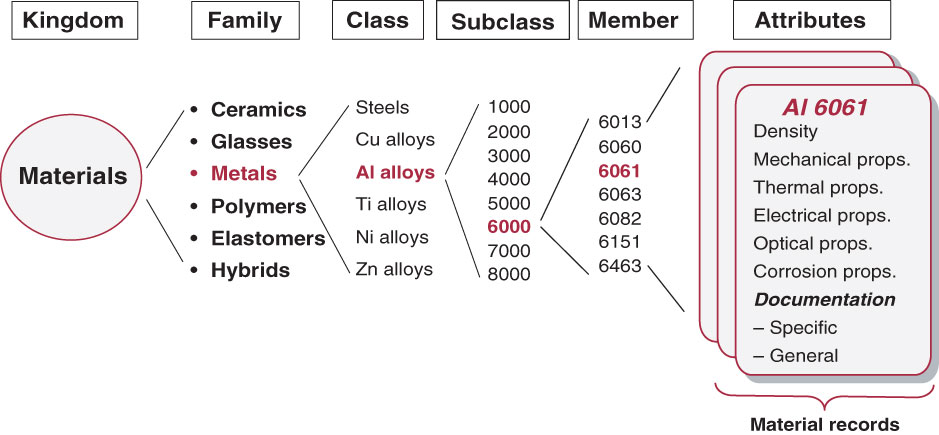 Kingdom
Family
Class
Subclass
Member
Attributes
Materials
• Ceramics
• Glasses
• Metals
• Polymers
• Elastomers
• Hybrids
Steels
Cu alloys
Al alloys
Ti alloys
Ni alloys
Zn alloys
1000
2000
3000
4000
5000
6000
7000
8000
6013
6060
6061
6063
6082
6151
6463
Al 6061
Density
Mechanical props.
Thermal props.
Electrical props.
Optical props.
Corrosion props.
Documentation
– Specific
– General
Material records